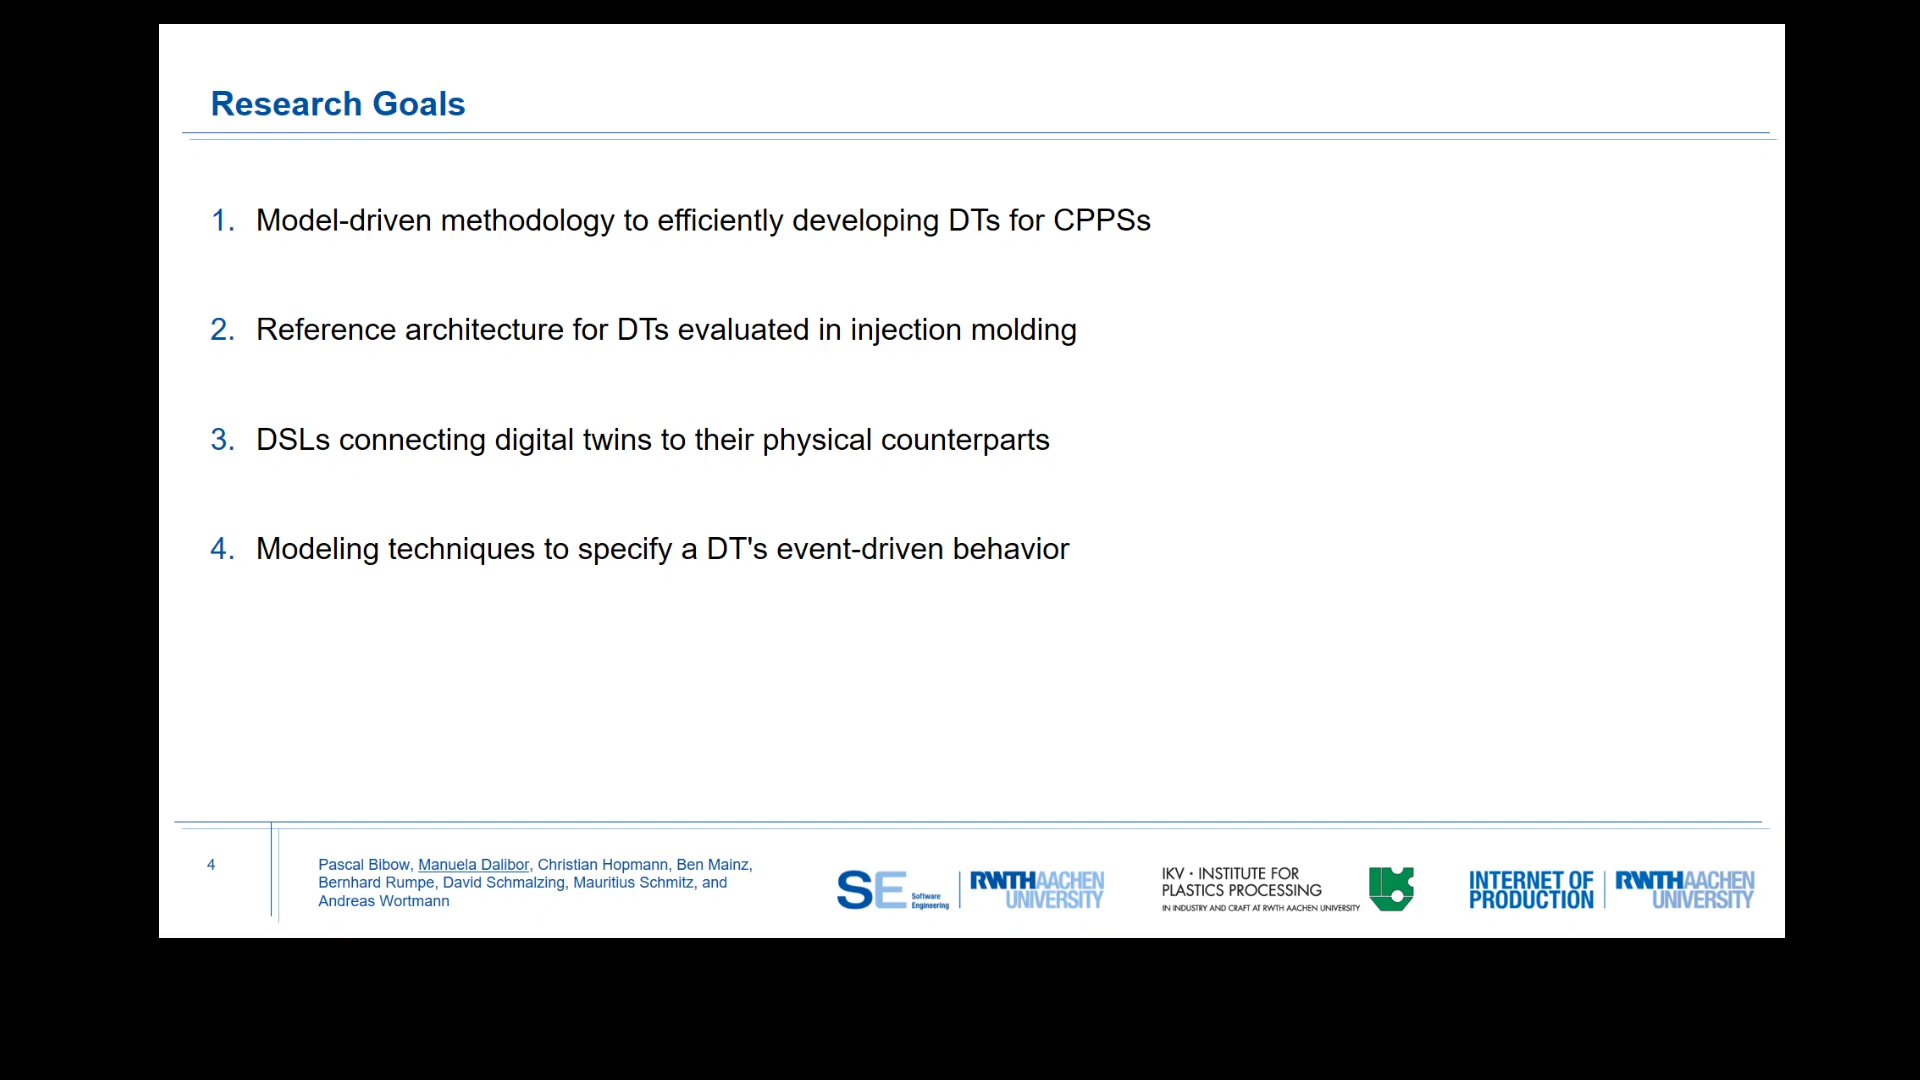 Research Goals
1. Model-driven methodology to efficiently developing DTs for CPPSs
2. Reference architecture for DTs evaluated in injection molding
3. DSLs connecting digital twins to their physical counterparts
4. Modeling techniques to specify a DT's event-driven behavior
4
Pascal Bibow, Manuela Dalibor, Christian Hopmann, Ben Mainz,
Bernhard Rumpe, David Schmalzing, Mauritius Schmitz, and
Andreas Wortmann
SE Software
Engineering
RWTHAACHEN
UNIVERSITY
IKV · INSTITUTE FOR
PLASTICS PROCESSING
IN INDUSTRY AND CRAFT AT RWTH AACHEN UNIVERSITY
INTERNET OF
PRODUCTION
RWTHAACHEN
UNIVERSITY